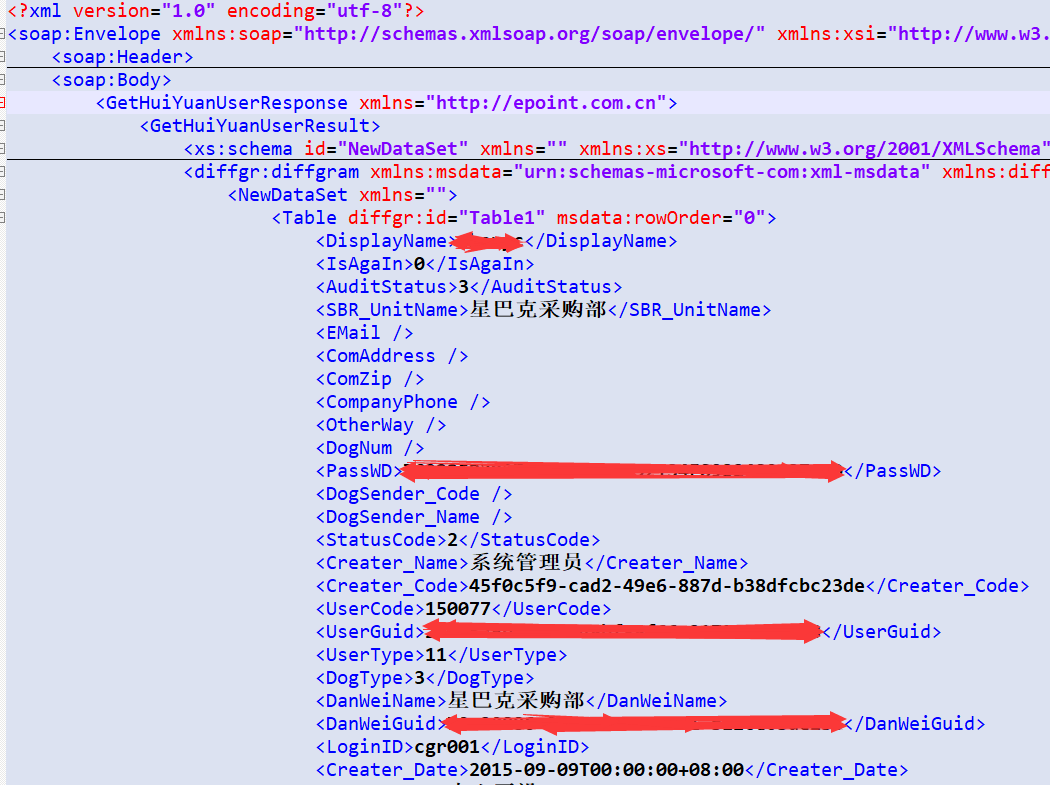 <?xml version="1.0" encoding="utf-8"?>
<soap:Envelope xmlns:soap="http://schemas.xmlsoap.org/soap/envelope/" xmlns:xsi="http://www.w3.
<soap:Header>
<soap:Body>
<GetHuiYuanUserResponse xmlns="http://epoint.com.cn">
<GetHuiYuanUserResult>
<xs:schema id="NewDataSet" xmlns="" xmlns:xs="http://www.w3.org/2001/XMLSchema"
<diffgr:diffgram xmlns:msdata="urn:schemas-microsoft-com:xml-msdata" xmlns:diff
<NewDataSet xmlns="">
<Table diffgr:id="Table1" msdata:rowOrder="0">
<DisplayName></DisplayName>
<IsAgaIn>0</IsAgaIn>
<AuditStatus>3</AuditStatus>
<SBR_UnitName>星巴克采购部</SBR_UnitName>
<EMail />
<ComAddress />
<ComZip />
<CompanyPhone />
<OtherWay />
<DogNum />
<PassWD></PassWD>
<DogSender_Code />
<DogSender_Name />
<StatusCode>2</StatusCode>
<Creater_Name>系统管理员</Creater_Name>
<Creater_Code>45f0c5f9-cad2-49e6-887d-b38dfcbc23de</Creater_Code>
<UserCode>150077</UserCode>
<UserGuid></UserGuid>
<UserType>11</UserType>
<DogType>3</DogType>
<DanWeiName>星巴克采购部</DanWeiName>
<DanWeiGuid></DanWeiGuid>
<LoginID>cgr001</LoginID>
<Creater_Date>2015-09-09T00:00:00+08:00</Creater_Date>